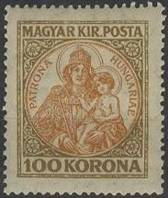 MAGYAR KIR. POSTA
PATRONA HUNGARIAE
100 KORONA